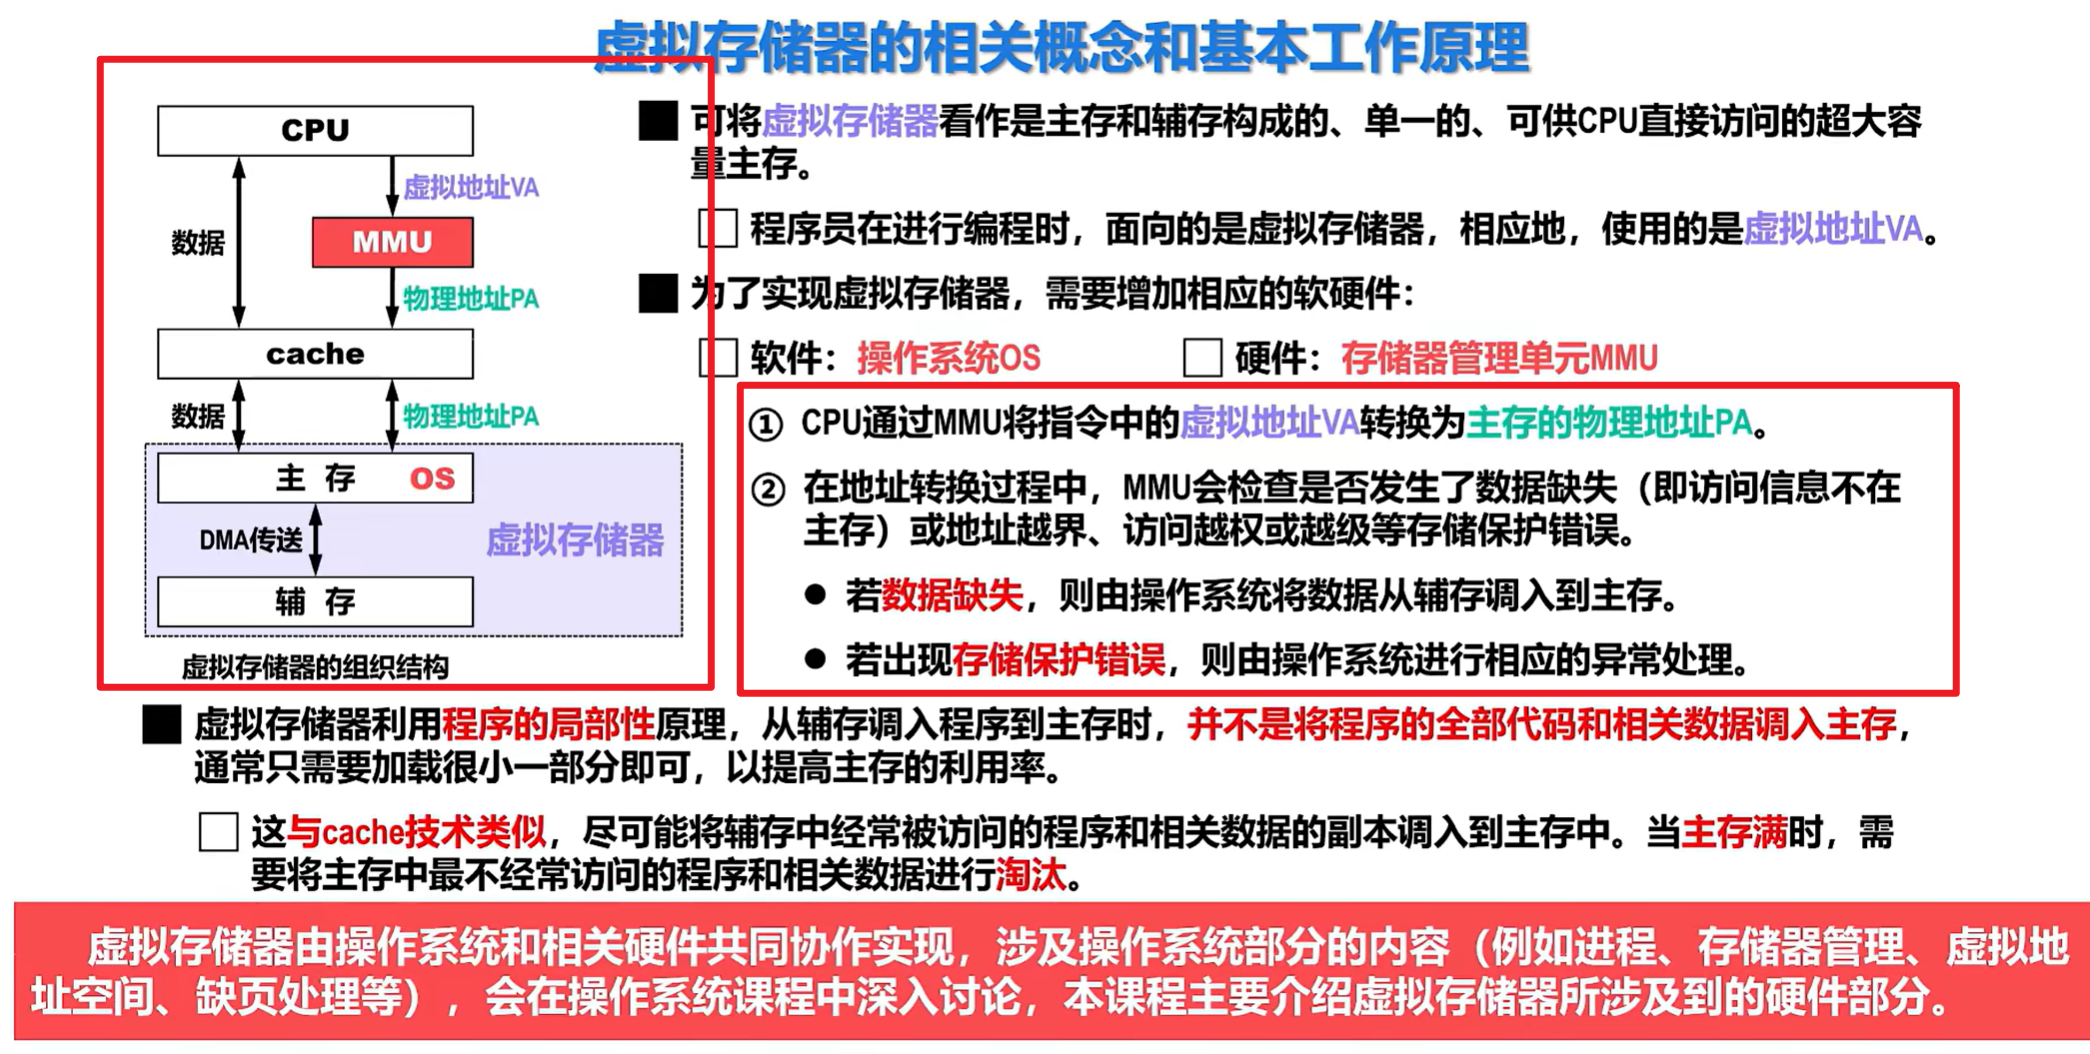 虚拟存储器的相关概念和基本工作原理
CPU
虚拟地址VA
数据
MMU
物理地址PA
cache
数据
物理地址PA
主 存 OS
DMA传送
虚拟存储器
辅 存
虚拟存储器的组织结构
可将虚拟存储器看作是主存和辅存构成的、单一的、可供CPU直接访问的超大容
量主存。
程序员在进行编程时，面向的是虚拟存储器，相应地，使用的是虚拟地址VA。
为了实现虚拟存储器，需要增加相应的软硬件：
软件：操作系统OS
硬件：存储器管理单元MMU
① CPU通过MMU将指令中的虚拟地址VA转换为主存的物理地址PA。
② 在地址转换过程中，MMU会检查是否发生了数据缺失（即访问信息不在
主存）或地址越界、访问越权或越级等存储保护错误。
● 若数据缺失，则由操作系统将数据从辅存调入到主存。
● 若出现存储保护错误，则由操作系统进行相应的异常处理。
虚拟存储器利用程序的局部性原理，从辅存调入程序到主存时，并不是将程序的全部代码和相关数据调入主存，
通常只需要加载很小一部分即可，以提高主存的利用率。
这与cache技术类似，尽可能将辅存中经常被访问的程序和相关数据的副本调入到主存中。当主存满时，需
要将主存中最不经常访问的程序和相关数据进行淘汰。
虚拟存储器由操作系统和相关硬件共同协作实现，涉及操作系统部分的内容（例如进程、存储器管理、虚拟地
址空间、缺页处理等），会在操作系统课程中深入讨论，本课程主要介绍虚拟存储器所涉及到的硬件部分。